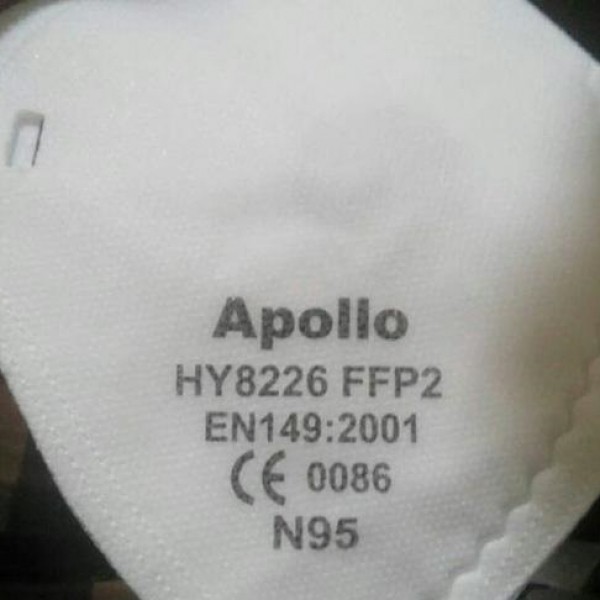 Apollo
HY8226 FFP2
EN149:2001
CE 0086
N95